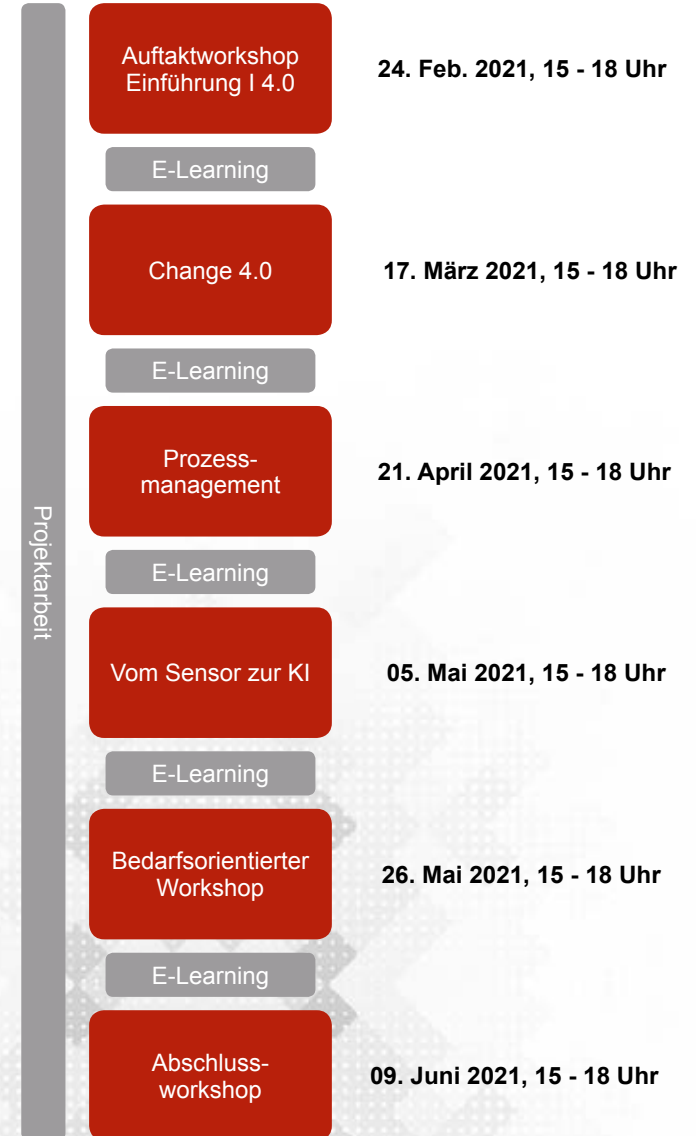 Auftaktworkshop
Einführung I 4.0
24. Feb. 2021, 15 - 18 Uhr
E-Learning
Change 4.0
17. März 2021, 15 - 18 Uhr
E-Learning
Prozess-
management
21. April 2021, 15 - 18 Uhr
E-Learning
Projektarbeit
Vom Sensor zur KI
05. Mai 2021, 15 - 18 Uhr
E-Learning
Bedarfsorientierter
Workshop
26. Mai 2021, 15 - 18 Uhr
E-Learning
Abschluss-
workshop
09. Juni 2021, 15 - 18 Uhr